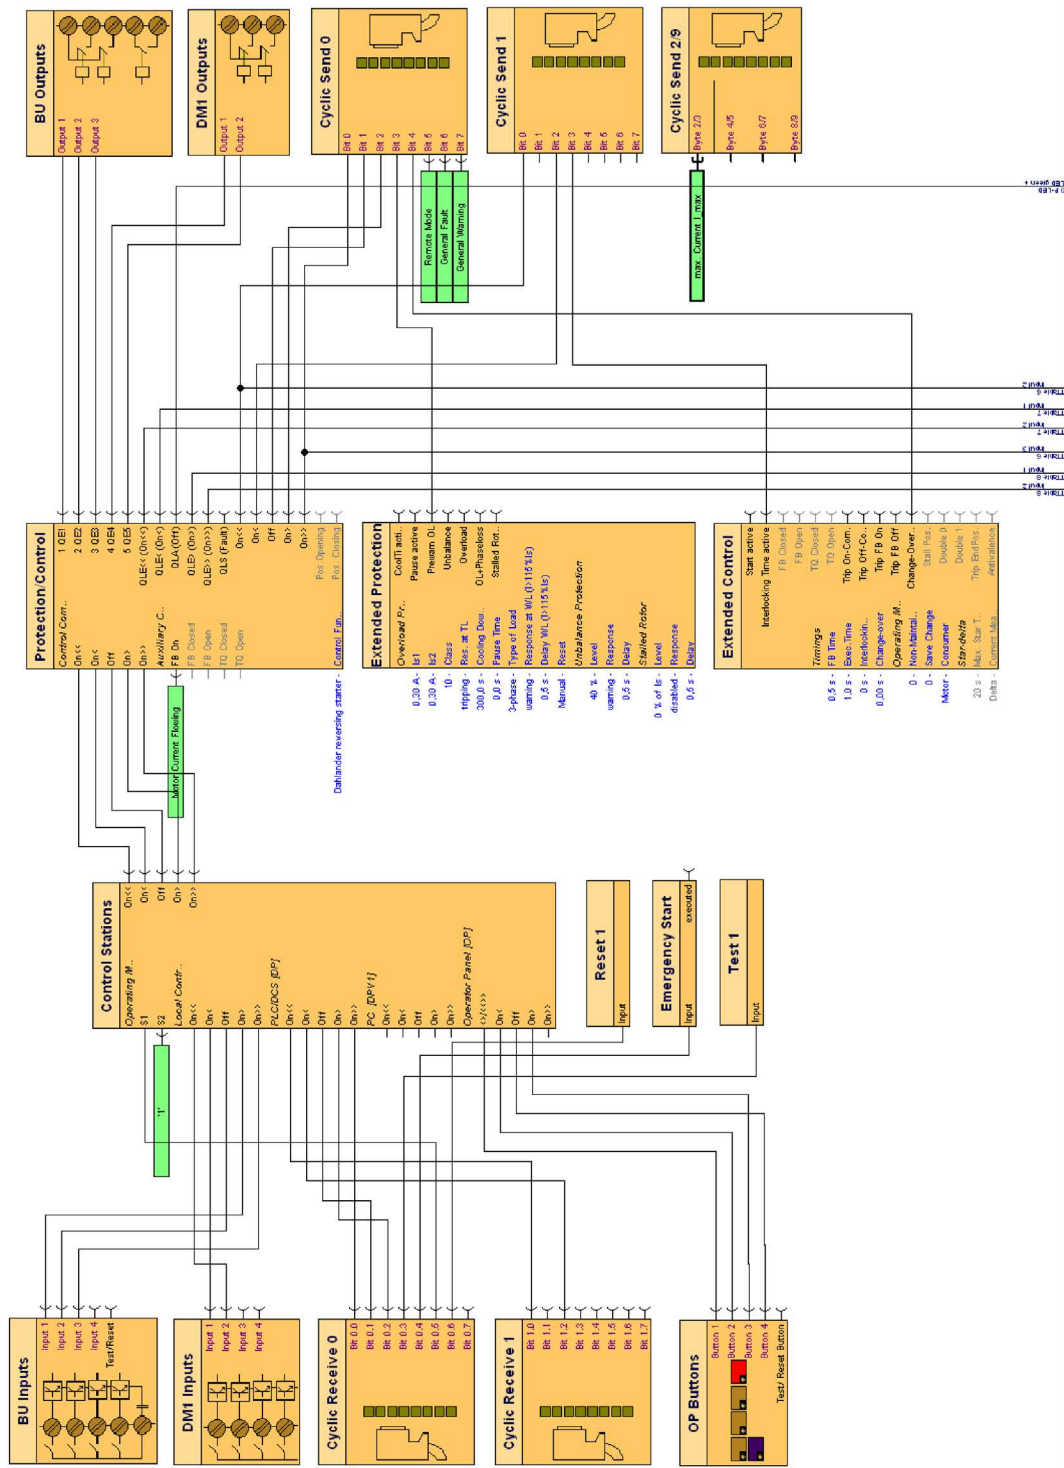 BU Outputs
Output 1
Output 2
Output 3
DM1 Outputs
Output 1
Output 2
Cyclic Send 0
Bit 0
Bit 1
Bit 2
Bit 3
Bit 4
Bit 5
Bit 6
Bit 7
Remote Mode
General Fault
General Warning
Cyclic Send 1
Bit 0
Bit 1
Bit 2
Bit 3
Bit 4
Bit 5
Bit 6
Bit 7
Cyclic Send 2/9
Byte 2/3
Byte 4/5
Byte 6/7
Byte 8/9
max. Current I_max
Protection/Control
Control Com..
On<<
On<
Off
On>
On>>
Auxiliary C..
FB On
FB Closed
FB Open
TQ Closed
TQ Open
1 QE1
2 QE2
3 QE3
4 QE4
5 QE5
QLE<< (On<<)
QLE< (On<)
QLA (Off)
QLE> (On>)
QLE>> (On>>)
QLS (Fault)
On<<
On<
Off
On>
On>>
Pos. Opening
Pos. Closing
Dahlander reversing starter - Control Fun..
Motor Current Flowing
Extended Protection
Overload Pr..
0,30 A - Is1
0,30 A - Is2
10 - Class
tripping - Res. at TL
300,0 s - Cooling Dow..
0,0 s - Pause Time
3-phase - Type of Load
warning - Response at WL (I>115%Is)
0,5 s - Delay WL (I>115%Is)
Manual - Reset
Unbalance Protection
40 % - Level
warning - Response
0,5 s - Delay
Stalled Rotor
0 % of Is - Level
disabled - Response
0,5 s - Delay
CoolTi acti..
Pause active
Prewarn. OL
Unbalance
Overload
OL+Phaseloss
Stalled Rot..
Extended Control
Start active
Interlocking Time active
FB Closed
FB Open
TQ Closed
TQ Open
Trip On-Com..
Trip Off-Co..
Trip FB On
Trip FB Off
Change-Over..
Stall Pos.
Double 0
Double 1
Trip EndPos.
Antivalence
Timings
0,5 s - FB Time
1,0 s - Exec.Time
0 s - Interlockin..
0,00 s - Change-over
Operating M..
0 - Non-Maintai..
0 - Save Change
Motor - Consumer
Star-delta
20 s - Max. Star T..
Delta - Current Mea..
Control Stations
Operating M..
S1
S2
'1'
Local Contr..
On<<
On<
Off
On>
On>>
PLC/DCS [DP]
On<<
On<
Off
On>
On>>
PC [DPV1]
On<<
On<
Off
On>
On>>
Operator Panel [OP]
<>/<<>>
On<
Off
On>
On>>
On<<
On<
Off
On>
On>>
Reset 1
Input
Emergency Start
Input
executed
Test 1
Input
BU Inputs
Input 1
Input 2
Input 3
Input 4
Test/Reset
DM1 Inputs
Input 1
Input 2
Input 3
Input 4
Cyclic Receive 0
Bit 0.0
Bit 0.1
Bit 0.2
Bit 0.3
Bit 0.4
Bit 0.5
Bit 0.6
Bit 0.7
Cyclic Receive 1
Bit 1.0
Bit 1.1
Bit 1.2
Bit 1.3
Bit 1.4
Bit 1.5
Bit 1.6
Bit 1.7
OP Buttons
Button 1
Button 2
Button 3
Button 4
Test/ Reset Button